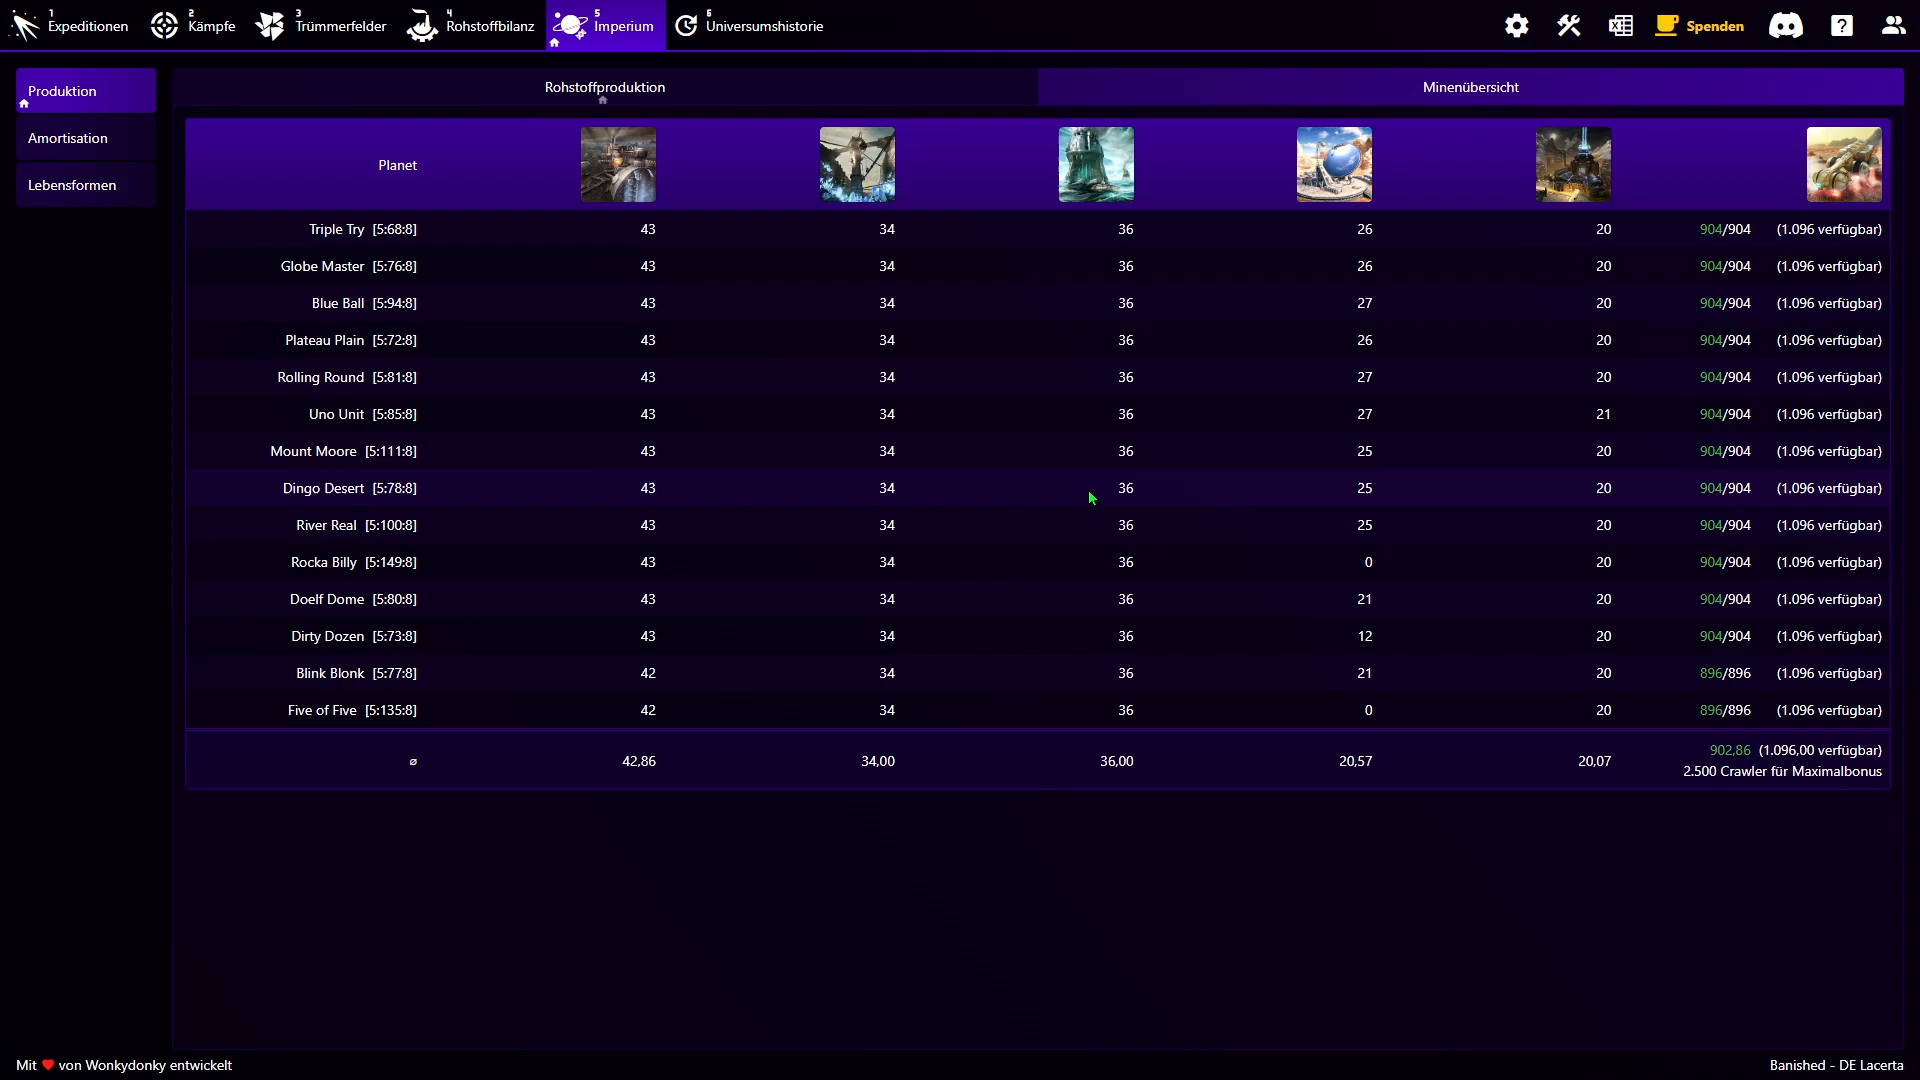 1 Expeditionen 2 Kämpfe 3 Trümmerfelder 4 Rohstoffbilanz 5 Imperium 6 Universumshistorie Spenden
Produktion
Amortisation
Lebensformen
Rohstoffproduktion Minenübersicht
Planet
Triple Try [5:68:8] 43 34 36 26 20 904/904 (1.096 verfügbar)
Globe Master [5:76:8] 43 34 36 26 20 904/904 (1.096 verfügbar)
Blue Ball [5:94:8] 43 34 36 27 20 904/904 (1.096 verfügbar)
Plateau Plain [5:72:8] 43 34 36 26 20 904/904 (1.096 verfügbar)
Rolling Round [5:81:8] 43 34 36 27 20 904/904 (1.096 verfügbar)
Uno Unit [5:85:8] 43 34 36 27 21 904/904 (1.096 verfügbar)
Mount Moore [5:111:8] 43 34 36 25 20 904/904 (1.096 verfügbar)
Dingo Desert [5:78:8] 43 34 36 25 20 904/904 (1.096 verfügbar)
River Real [5:100:8] 43 34 36 25 20 904/904 (1.096 verfügbar)
Rocka Billy [5:149:8] 43 34 36 0 20 904/904 (1.096 verfügbar)
Doelf Dome [5:80:8] 43 34 36 21 20 904/904 (1.096 verfügbar)
Dirty Dozen [5:73:8] 43 34 36 12 20 904/904 (1.096 verfügbar)
Blink Blonk [5:77:8] 42 34 36 21 20 896/896 (1.096 verfügbar)
Five of Five [5:135:8] 42 34 36 0 20 896/896 (1.096 verfügbar)
⌀ 42,86 34,00 36,00 20,57 20,07 902,86 (1.096,00 verfügbar)
2.500 Crawler für Maximalbonus
Mit ❤ von Wonkydonky entwickelt
Banished - DE Lacerta